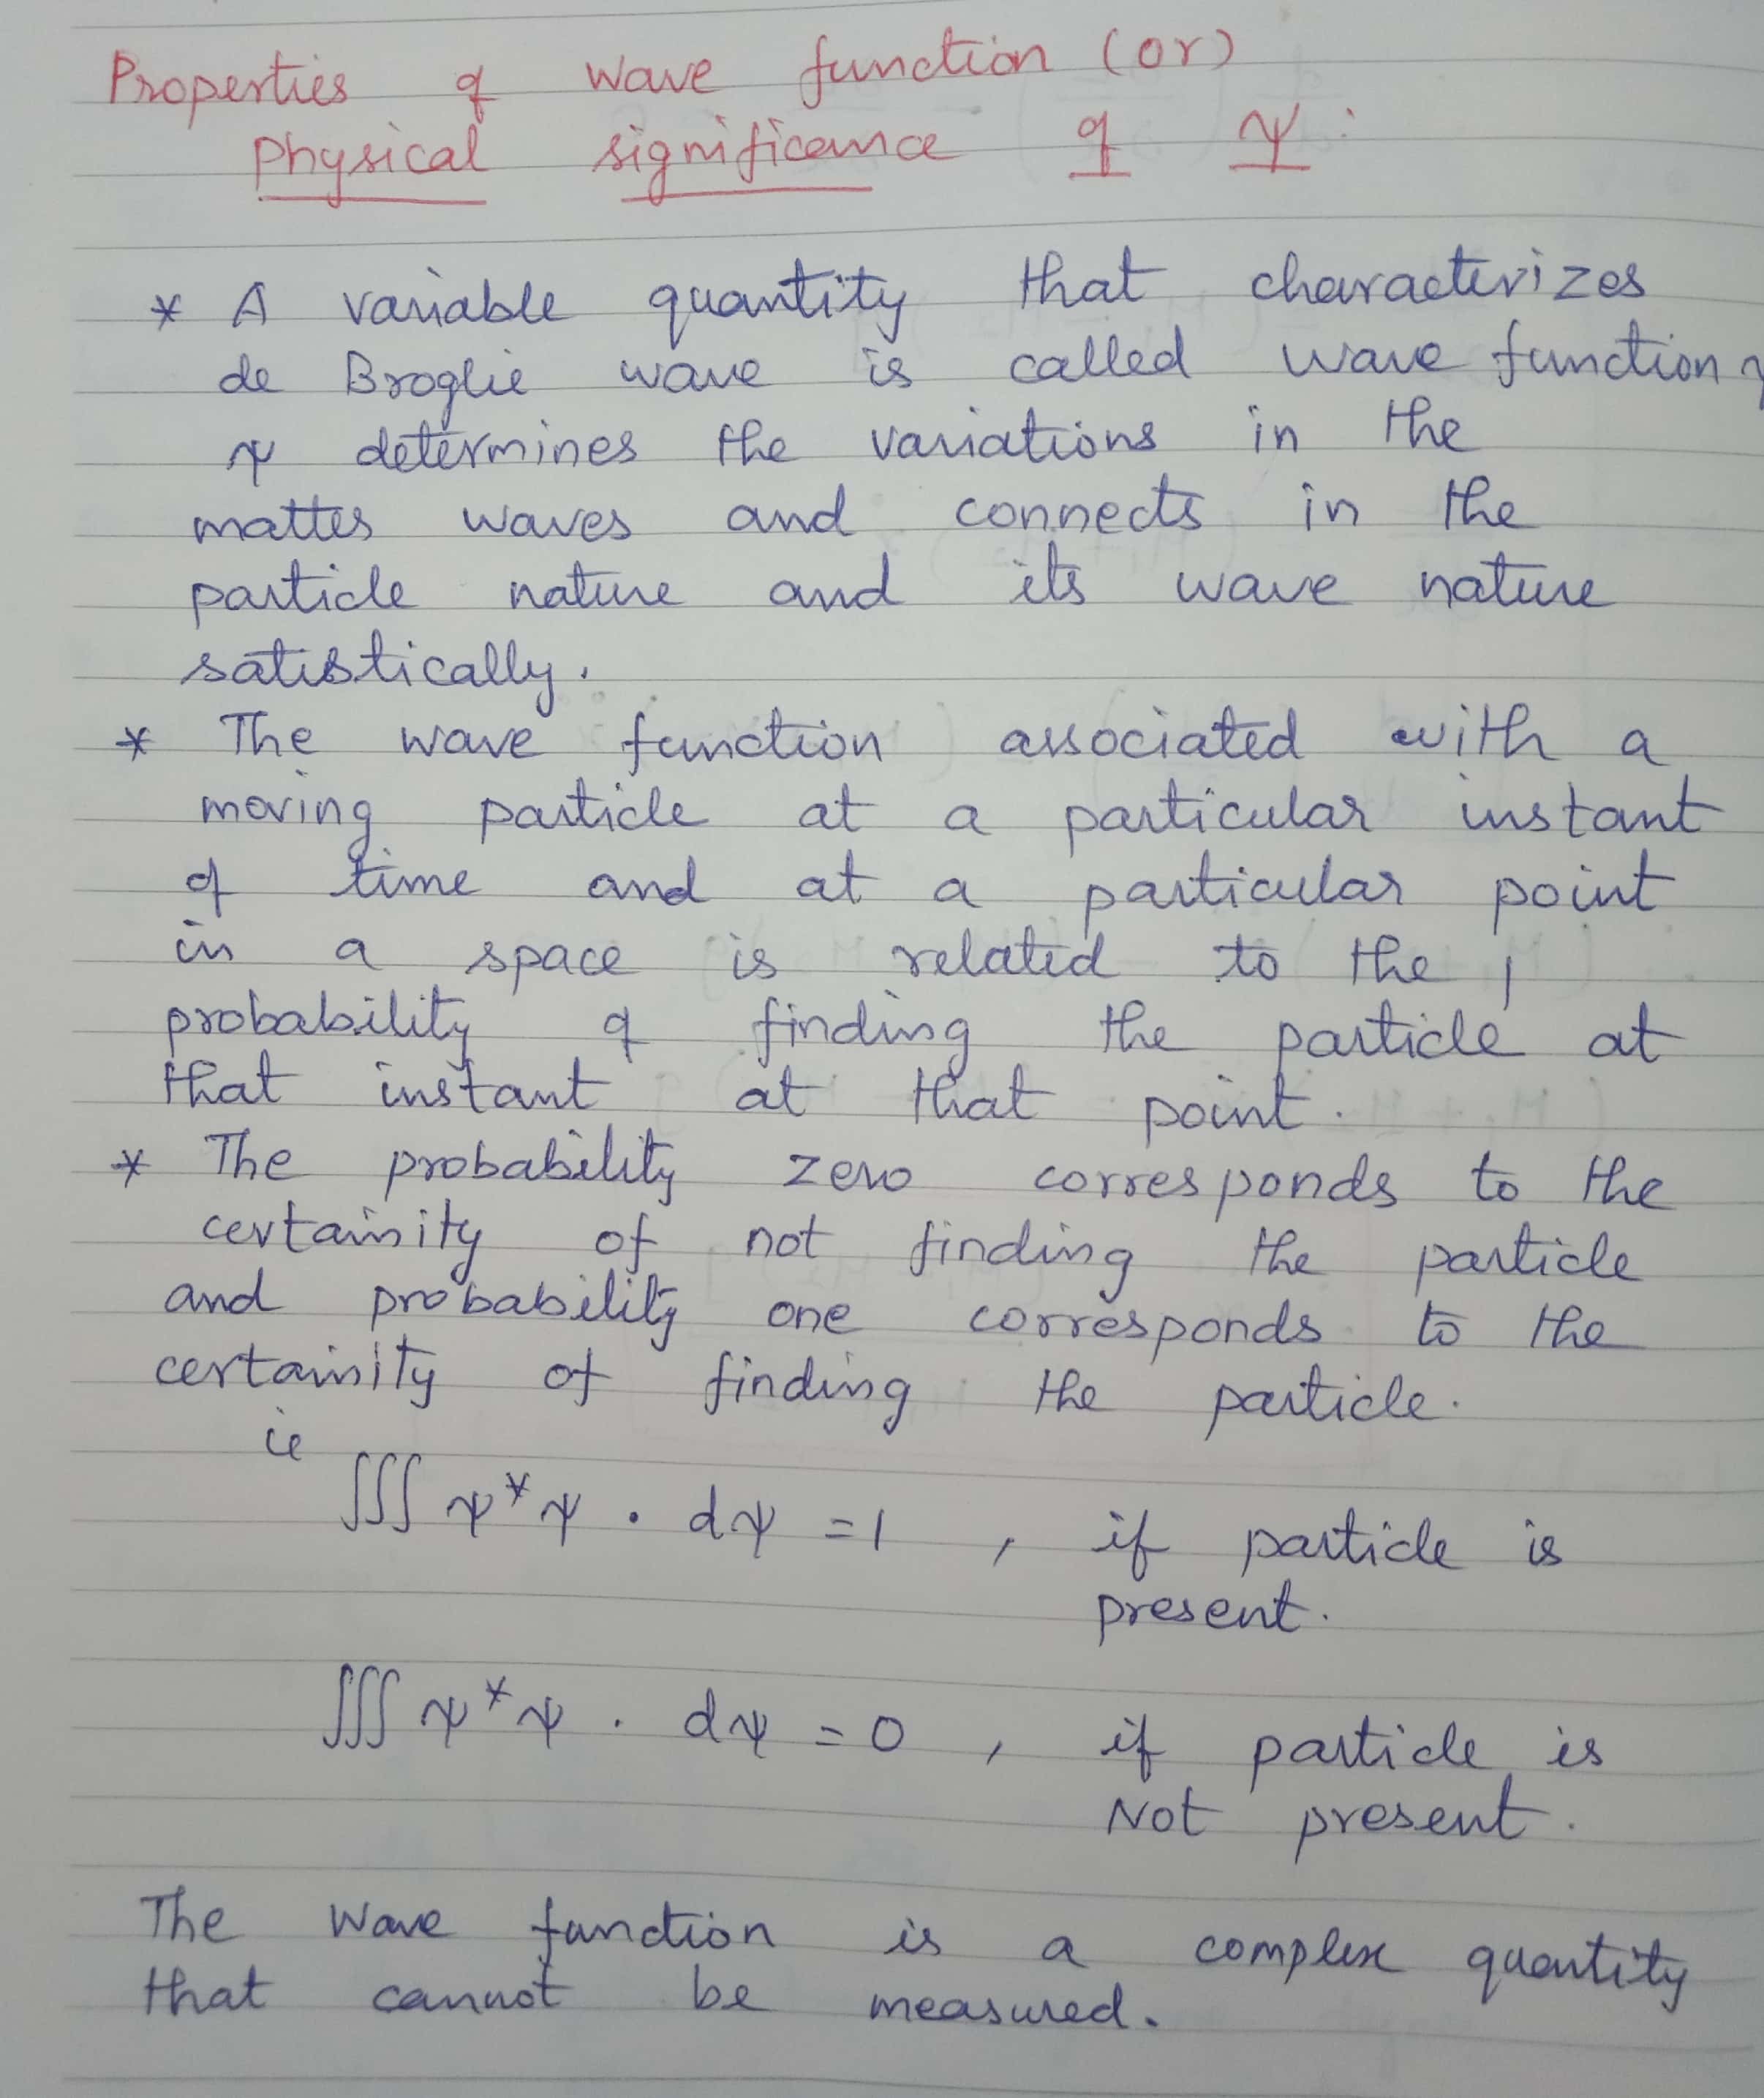 Properties of wave function (or)
physical significance of ψ:
* A variable quantity that characterizes
de Broglie wave is called wave function ψ
ψ determines the variations in the
matter waves and connects in the
particle nature and its wave nature
satistically.
* The wave function associated with a
moving particle at a particular instant
of time and at a particular point
in a space is related to the
probability of finding the particle at
that instant at that point.
* The probability zero corresponds to the
certainity of not finding the particle
and probability one corresponds to the
certainity of finding the particle.
ie
∭ψ*ψ . dψ = 1 , if particle is
present.
∭ψ*ψ . dψ = 0 , if particle is
Not present.
The wave function is a complex quantity
that cannot be measured.